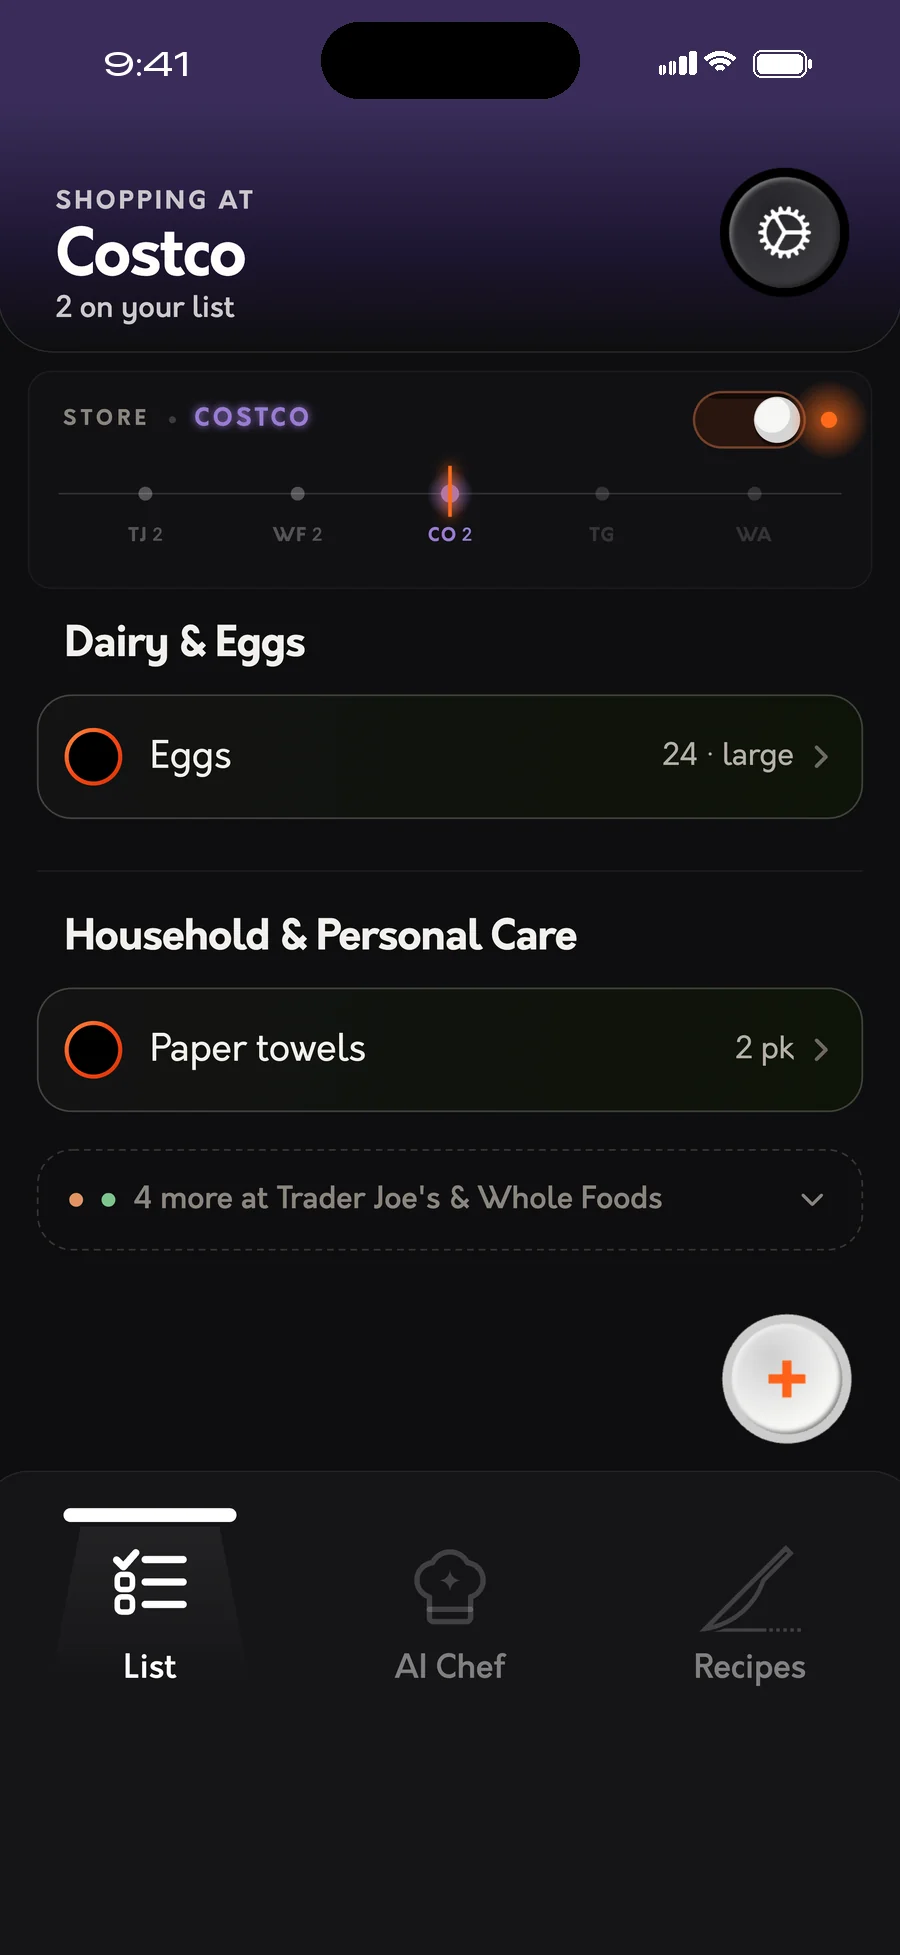 9:41
SHOPPING AT
Costco
2 on your list
STORE • COSTCO
TJ 2 WF 2 CO 2 TG WA
Dairy & Eggs
Eggs 24 · large
Household & Personal Care
Paper towels 2 pk
4 more at Trader Joe's & Whole Foods
List AI Chef Recipes